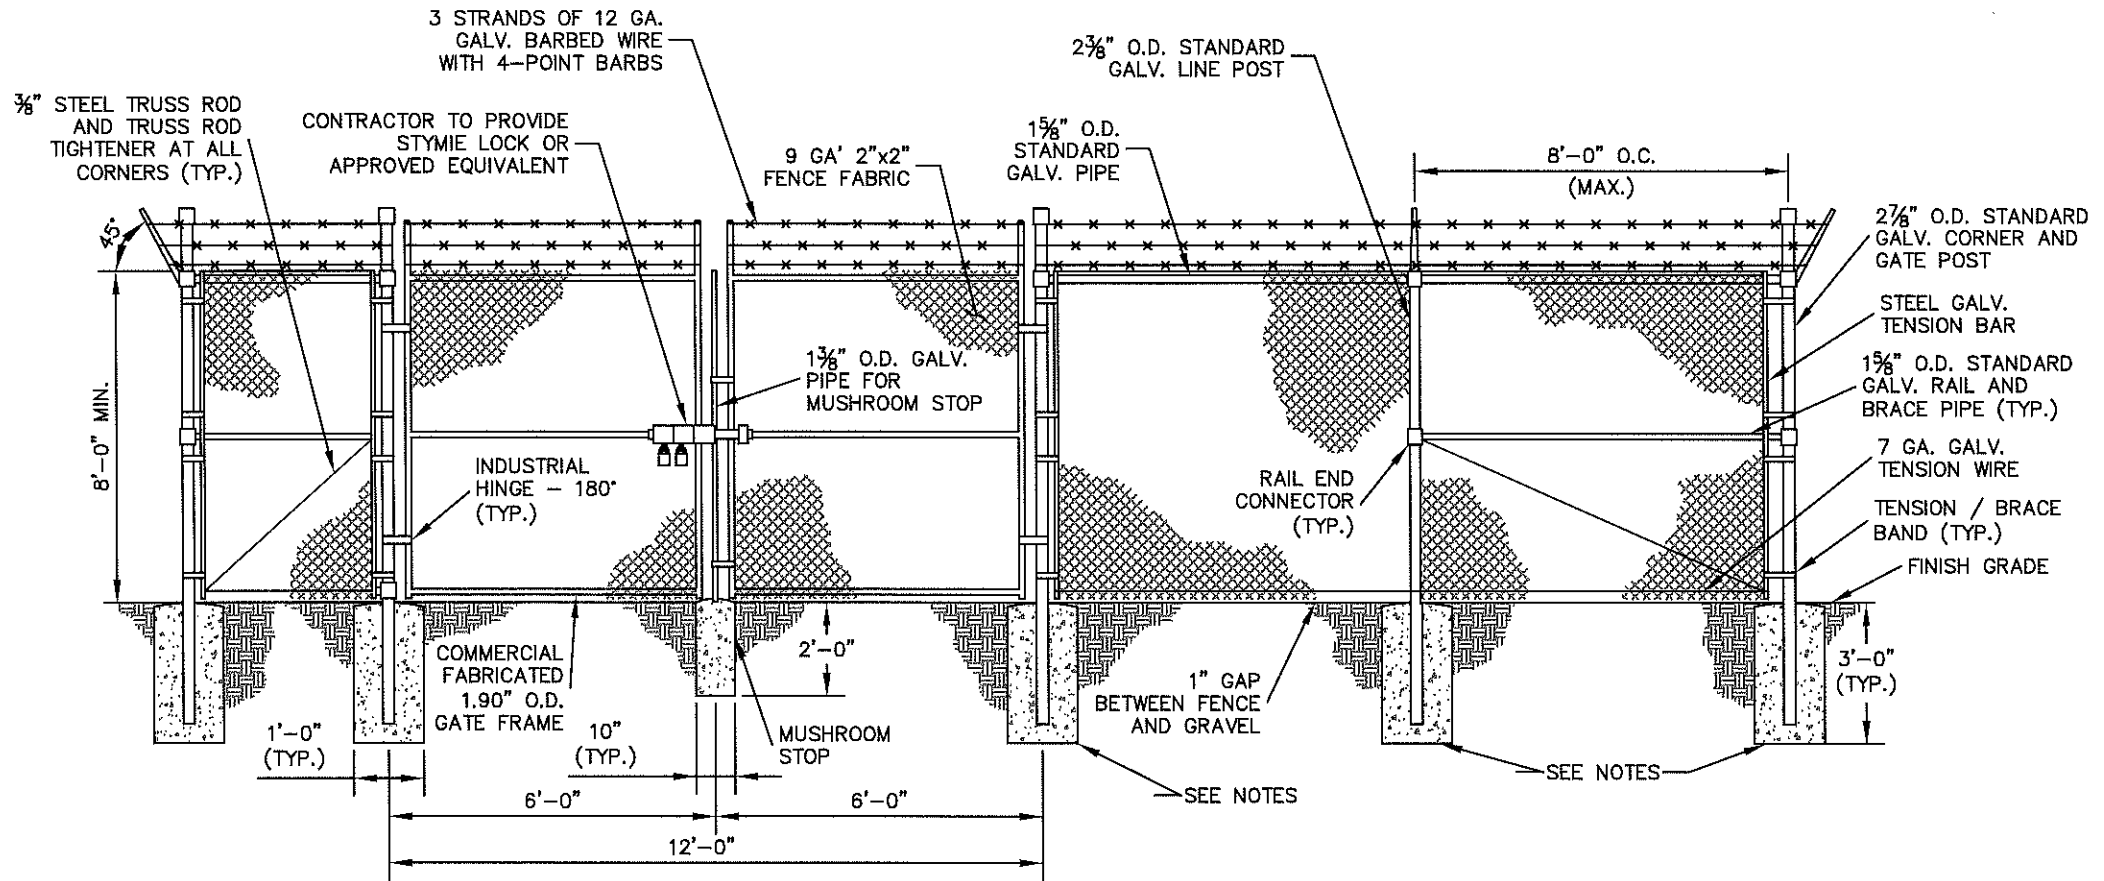 3 STRANDS OF 12 GA.
GALV. BARBED WIRE
WITH 4-POINT BARBS
⅜" STEEL TRUSS ROD
AND TRUSS ROD
TIGHTENER AT ALL
CORNERS (TYP.)
CONTRACTOR TO PROVIDE
STYMIE LOCK OR
APPROVED EQUIVALENT
9 GA' 2"x2"
FENCE FABRIC
2⅜" O.D. STANDARD
GALV. LINE POST
1⅝" O.D.
STANDARD
GALV. PIPE
8'-0" O.C.
(MAX.)
2⅞" O.D. STANDARD
GALV. CORNER AND
GATE POST
45°
STEEL GALV.
TENSION BAR
1⅜" O.D. GALV.
PIPE FOR
MUSHROOM STOP
1⅝" O.D. STANDARD
GALV. RAIL AND
BRACE PIPE (TYP.)
8'-0" MIN.
INDUSTRIAL
HINGE - 180°
(TYP.)
RAIL END
CONNECTOR
(TYP.)
7 GA. GALV.
TENSION WIRE
TENSION / BRACE
BAND (TYP.)
FINISH GRADE
COMMERCIAL
FABRICATED
1.90" O.D.
GATE FRAME
2'-0"
1" GAP
BETWEEN FENCE
AND GRAVEL
3'-0"
(TYP.)
1'-0"
(TYP.)
10"
(TYP.)
MUSHROOM
STOP
SEE NOTES
SEE NOTES
6'-0"
6'-0"
12'-0"